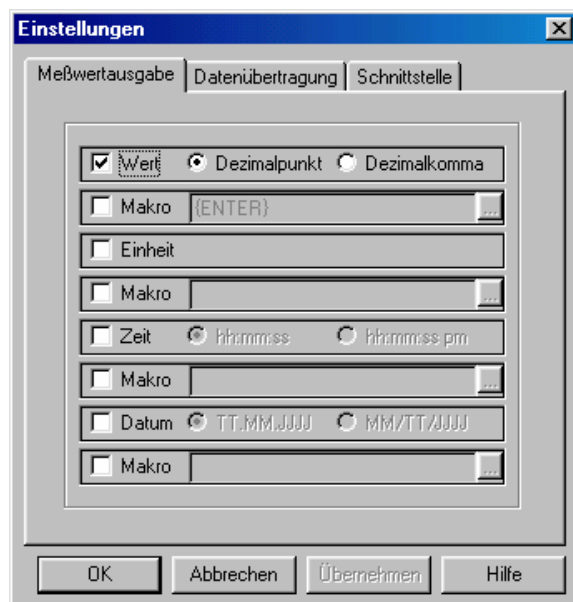 Einstellungen
Meßwertausgabe Datenübertragung Schnittstelle
Wert Dezimalpunkt Dezimalkomma
Makro {ENTER} ...
Einheit
Makro ...
Zeit hh:mm:ss hh:mm:ss pm
Makro ...
Datum TT.MM.JJJJ MM/TT/JJJJ
Makro ...
OK Abbrechen Übernehmen Hilfe